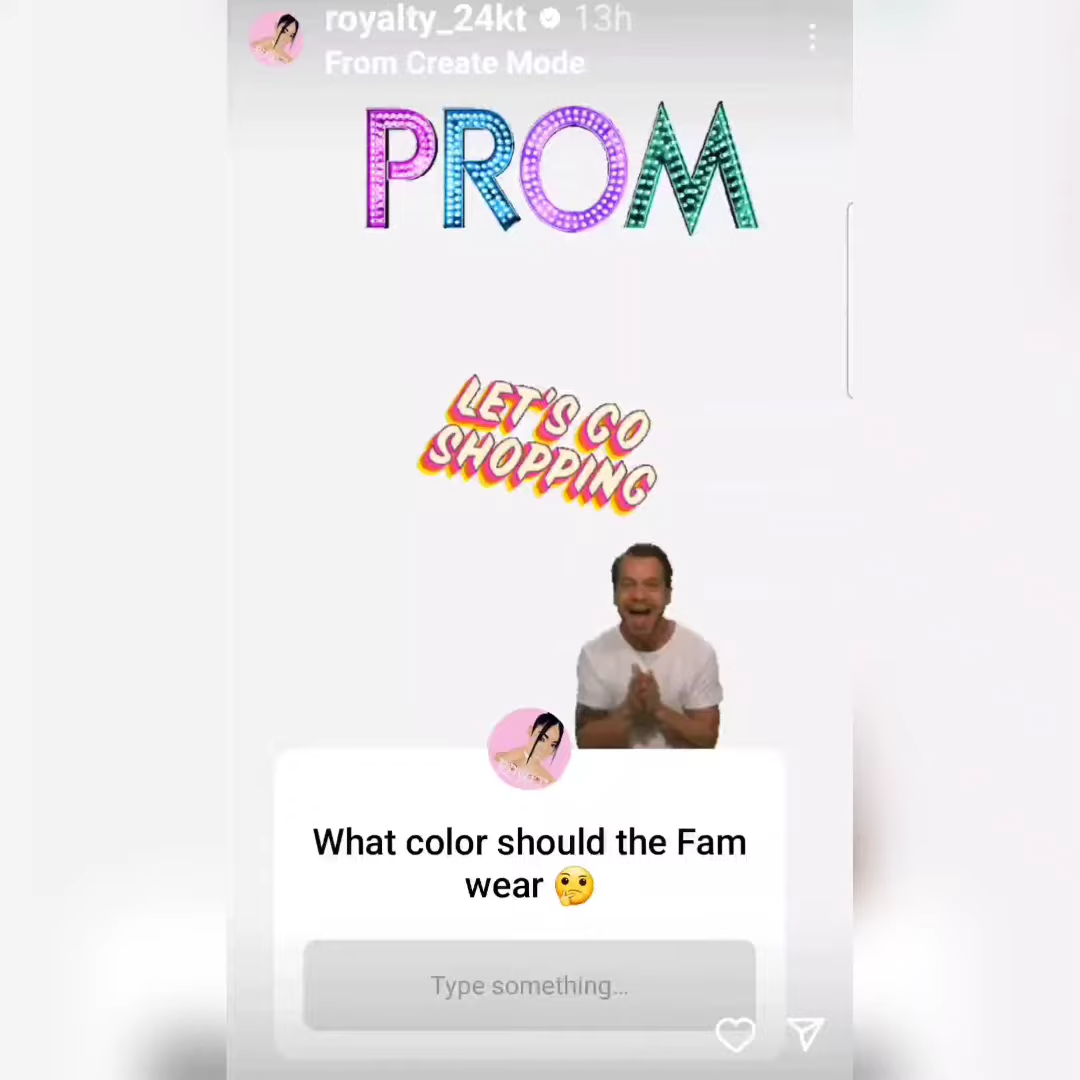 royalty_24kt 13h
From Create Mode
PROM
LET'S GO
SHOPPING
What color should the Fam
wear 🤔
Type something...